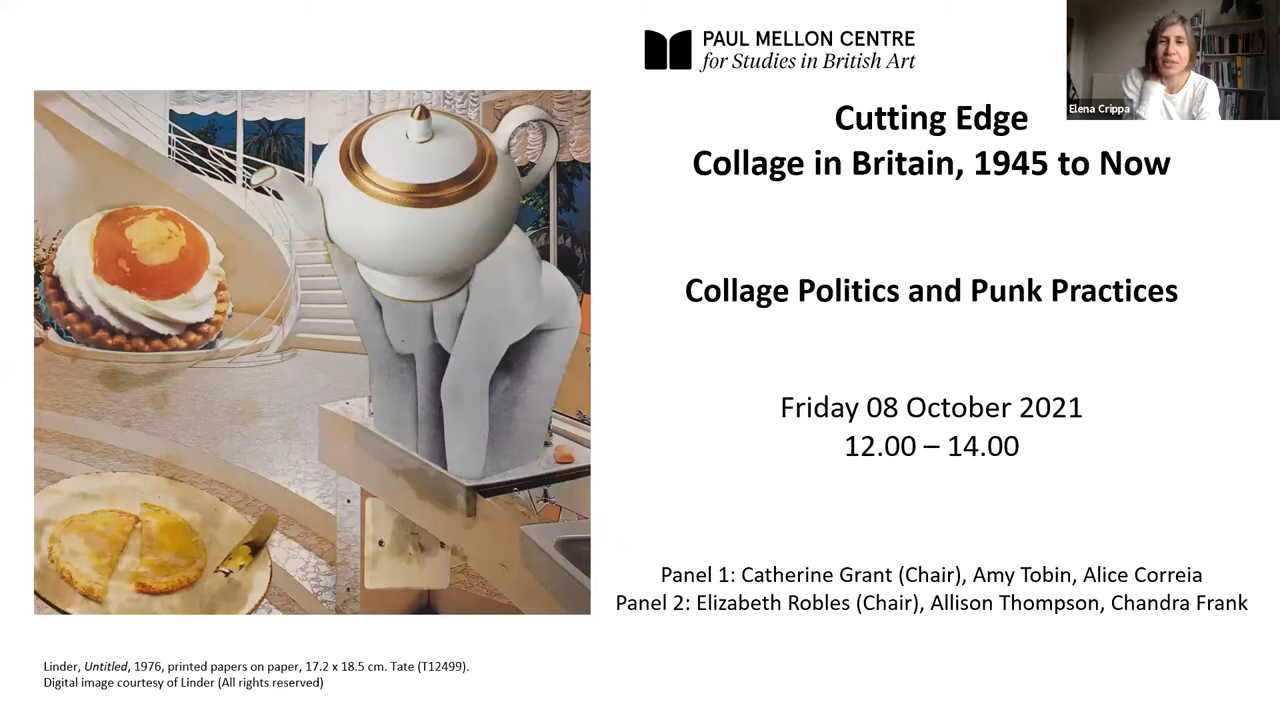 PAUL MELLON CENTRE
for Studies in British Art
Elena Crippa
Cutting Edge
Collage in Britain, 1945 to Now
Collage Politics and Punk Practices
Friday 08 October 2021
12.00 – 14.00
Panel 1: Catherine Grant (Chair), Amy Tobin, Alice Correia
Panel 2: Elizabeth Robles (Chair), Allison Thompson, Chandra Frank
Linder, Untitled, 1976, printed papers on paper, 17.2 x 18.5 cm. Tate (T12499).
Digital image courtesy of Linder (All rights reserved)